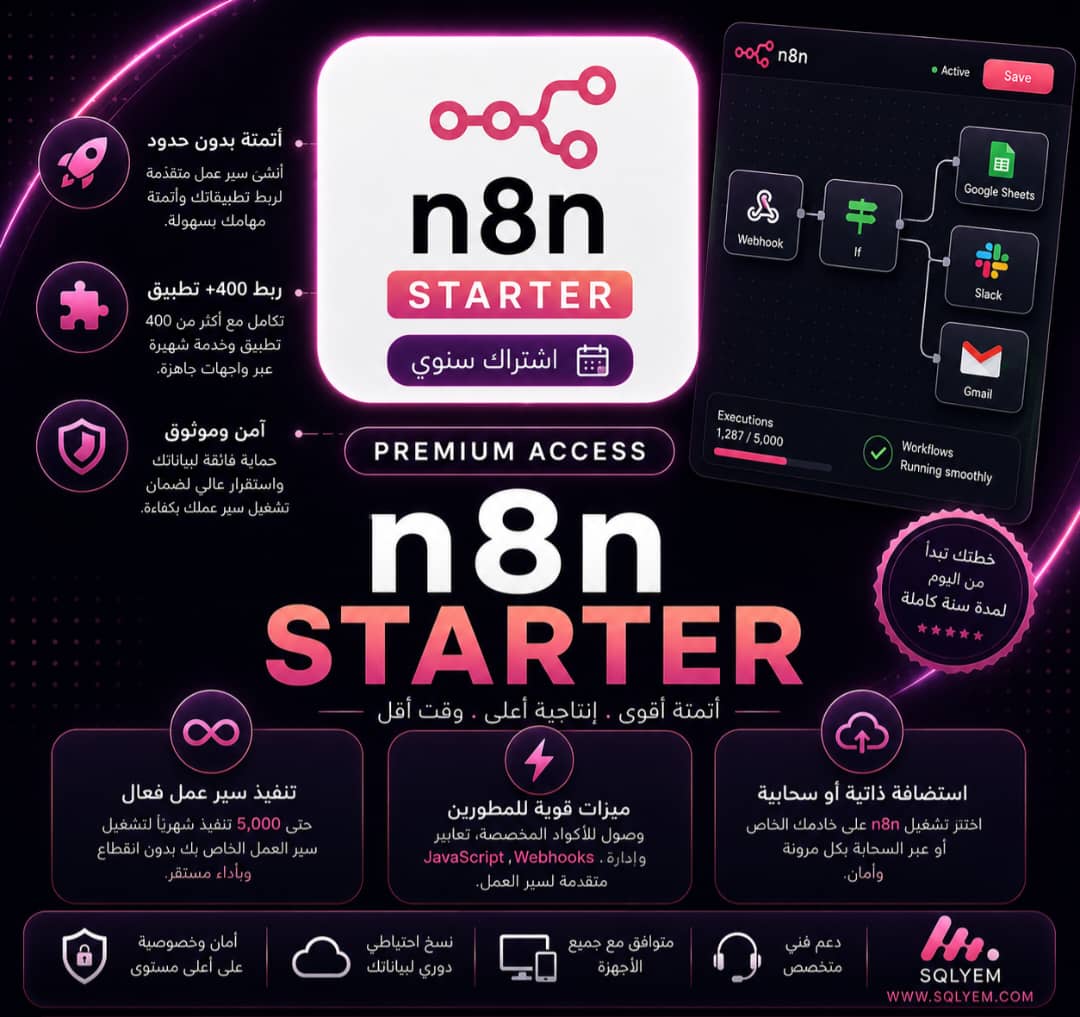 n8n
STARTER
اشتراك سنوي
أتمتة بدون حدود
أنشئ سير عمل متقدمة
لربط تطبيقاتك وأتمتة
مهامك بسهولة.
ربط 400+ تطبيق
تكامل مع أكثر من 400
تطبيق وخدمة شهيرة
عبر واجهات جاهزة.
آمن وموثوق
حماية فائقة لبياناتك
واستقرار عالي لضمان
تشغيل سير عملك بكفاءة.
n8n
Active
Save
Webhook
If
Google Sheets
Slack
Gmail
Executions
1,287 / 5,000
Workflows
Running smoothly
PREMIUM ACCESS
n8n
STARTER
أتمتة أقوى . إنتاجية أعلى . وقت أقل
خطتك تبدأ
من اليوم
لمدة سنة كاملة
استضافة ذاتية أو سحابية
اختتر تشغيل n8n على خادمك الخاص
أو عبر السحابة بكل مرونة
وأمان.
ميزات قوية للمطورين
وصول للأكواد المخصصة، تعابير
JavaScript , Webhooks . وإدارة
متقدمة لسير العمل.
تنفيذ سير عمل فعال
حتى 5,000 تنفيذ شهريًا لتشغيل
سير العمل الخاص بك بدون انقطاع
وبأداء مستقر.
SQLYEM
WWW.SQLYEM.COM
دعم فني
متخصص
متوافق مع جميع
الأجهزة
نسخ احتياطي
دوري لبياناتك
أمان وخصوصية
على أعلى مستوى